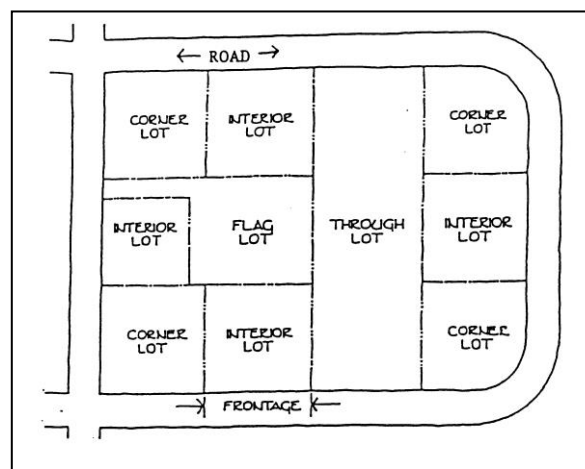 ← ROAD →
CORNER
LOT
INTERIOR
LOT
CORNER
LOT
INTERIOR
LOT
FLAG
LOT
THROUGH
LOT
INTERIOR
LOT
CORNER
LOT
INTERIOR
LOT
CORNER
LOT
FRONTAGE